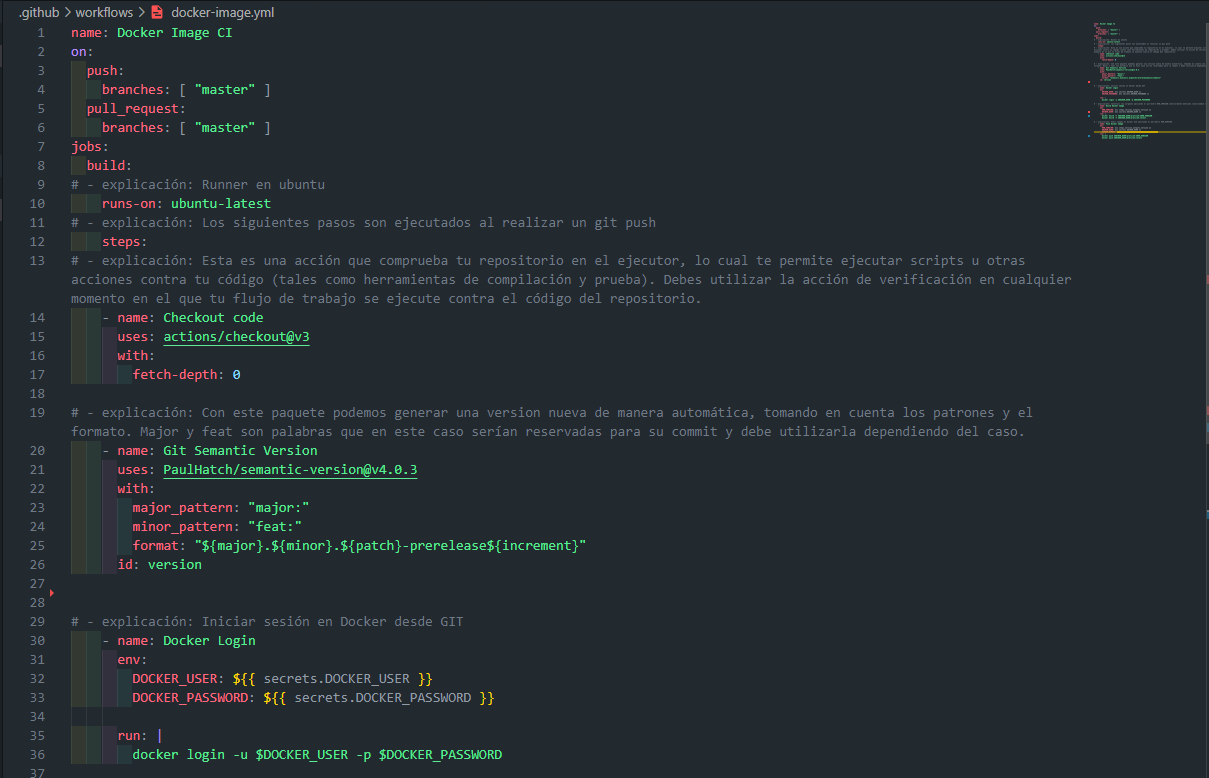 .github > workflows > docker-image.yml
1 name: Docker Image CI
2 on:
3 push:
4 branches: [ "master" ]
5 pull_request:
6 branches: [ "master" ]
7 jobs:
8 build:
9 # - explicación: Runner en ubuntu
10 runs-on: ubuntu-latest
11 # - explicación: Los siguientes pasos son ejecutados al realizar un git push
12 steps:
13 # - explicación: Esta es una acción que comprueba tu repositorio en el ejecutor, lo cual te permite ejecutar scripts u otras
acciones contra tu código (tales como herramientas de compilación y prueba). Debes utilizar la acción de verificación en cualquier
momento en el que tu flujo de trabajo se ejecute contra el código del repositorio.
14 - name: Checkout code
15 uses: actions/checkout@v3
16 with:
17 fetch-depth: 0
18
19 # - explicación: Con este paquete podemos generar una version nueva de manera automática, tomando en cuenta los patrones y el
formato. Major y feat son palabras que en este caso serían reservadas para su commit y debe utilizarla dependiendo del caso.
20 - name: Git Semantic Version
21 uses: PaulHatch/semantic-version@v4.0.3
22 with:
23 major_pattern: "major:"
24 minor_pattern: "feat:"
25 format: "${major}.${minor}.${patch}-prerelease${increment}"
26 id: version
27
28
29 # - explicación: Iniciar sesión en Docker desde GIT
30 - name: Docker Login
31 env:
32 DOCKER_USER: ${{ secrets.DOCKER_USER }}
33 DOCKER_PASSWORD: ${{ secrets.DOCKER_PASSWORD }}
34
35 run: |
36 docker login -u $DOCKER_USER -p $DOCKER_PASSWORD
37